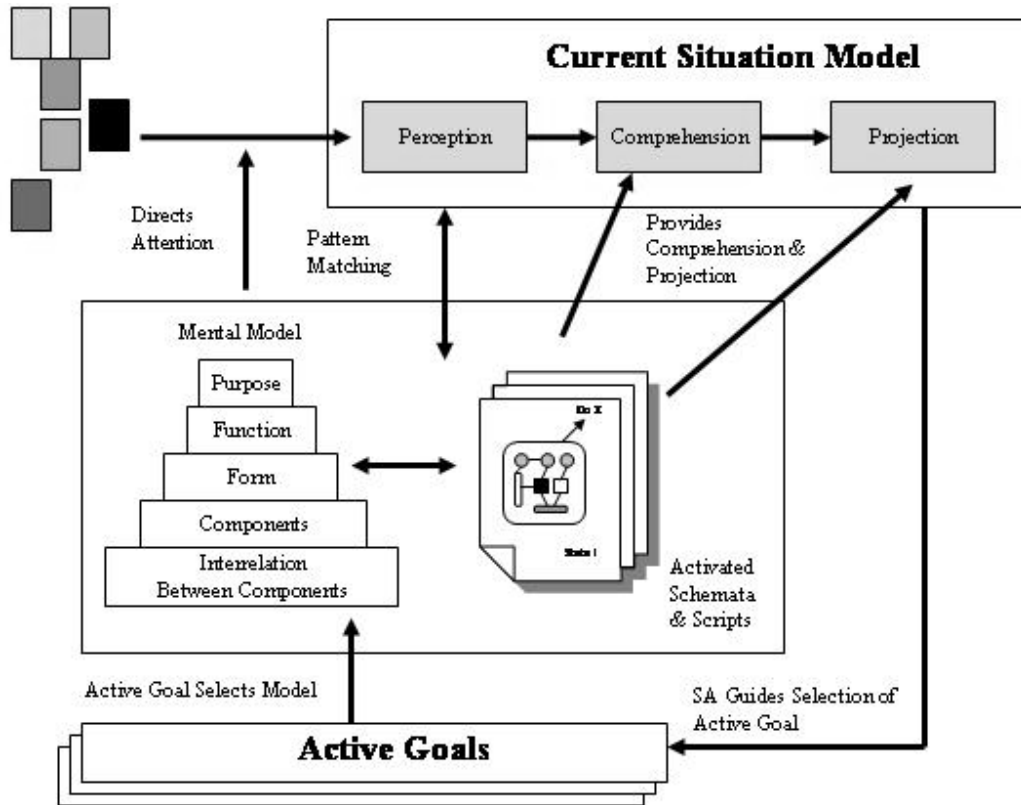 Current Situation Model
Perception
Comprehension
Projection
Directs
Attention
Pattern
Matching
Provides
Comprehension &
Projection
Mental Model
Purpose
Function
Form
Components
Interrelation
Between Components
Do X
Activated
Schemata
& Scripts
Active Goal Selects Model
SA Guides Selection of
Active Goal
Active Goals